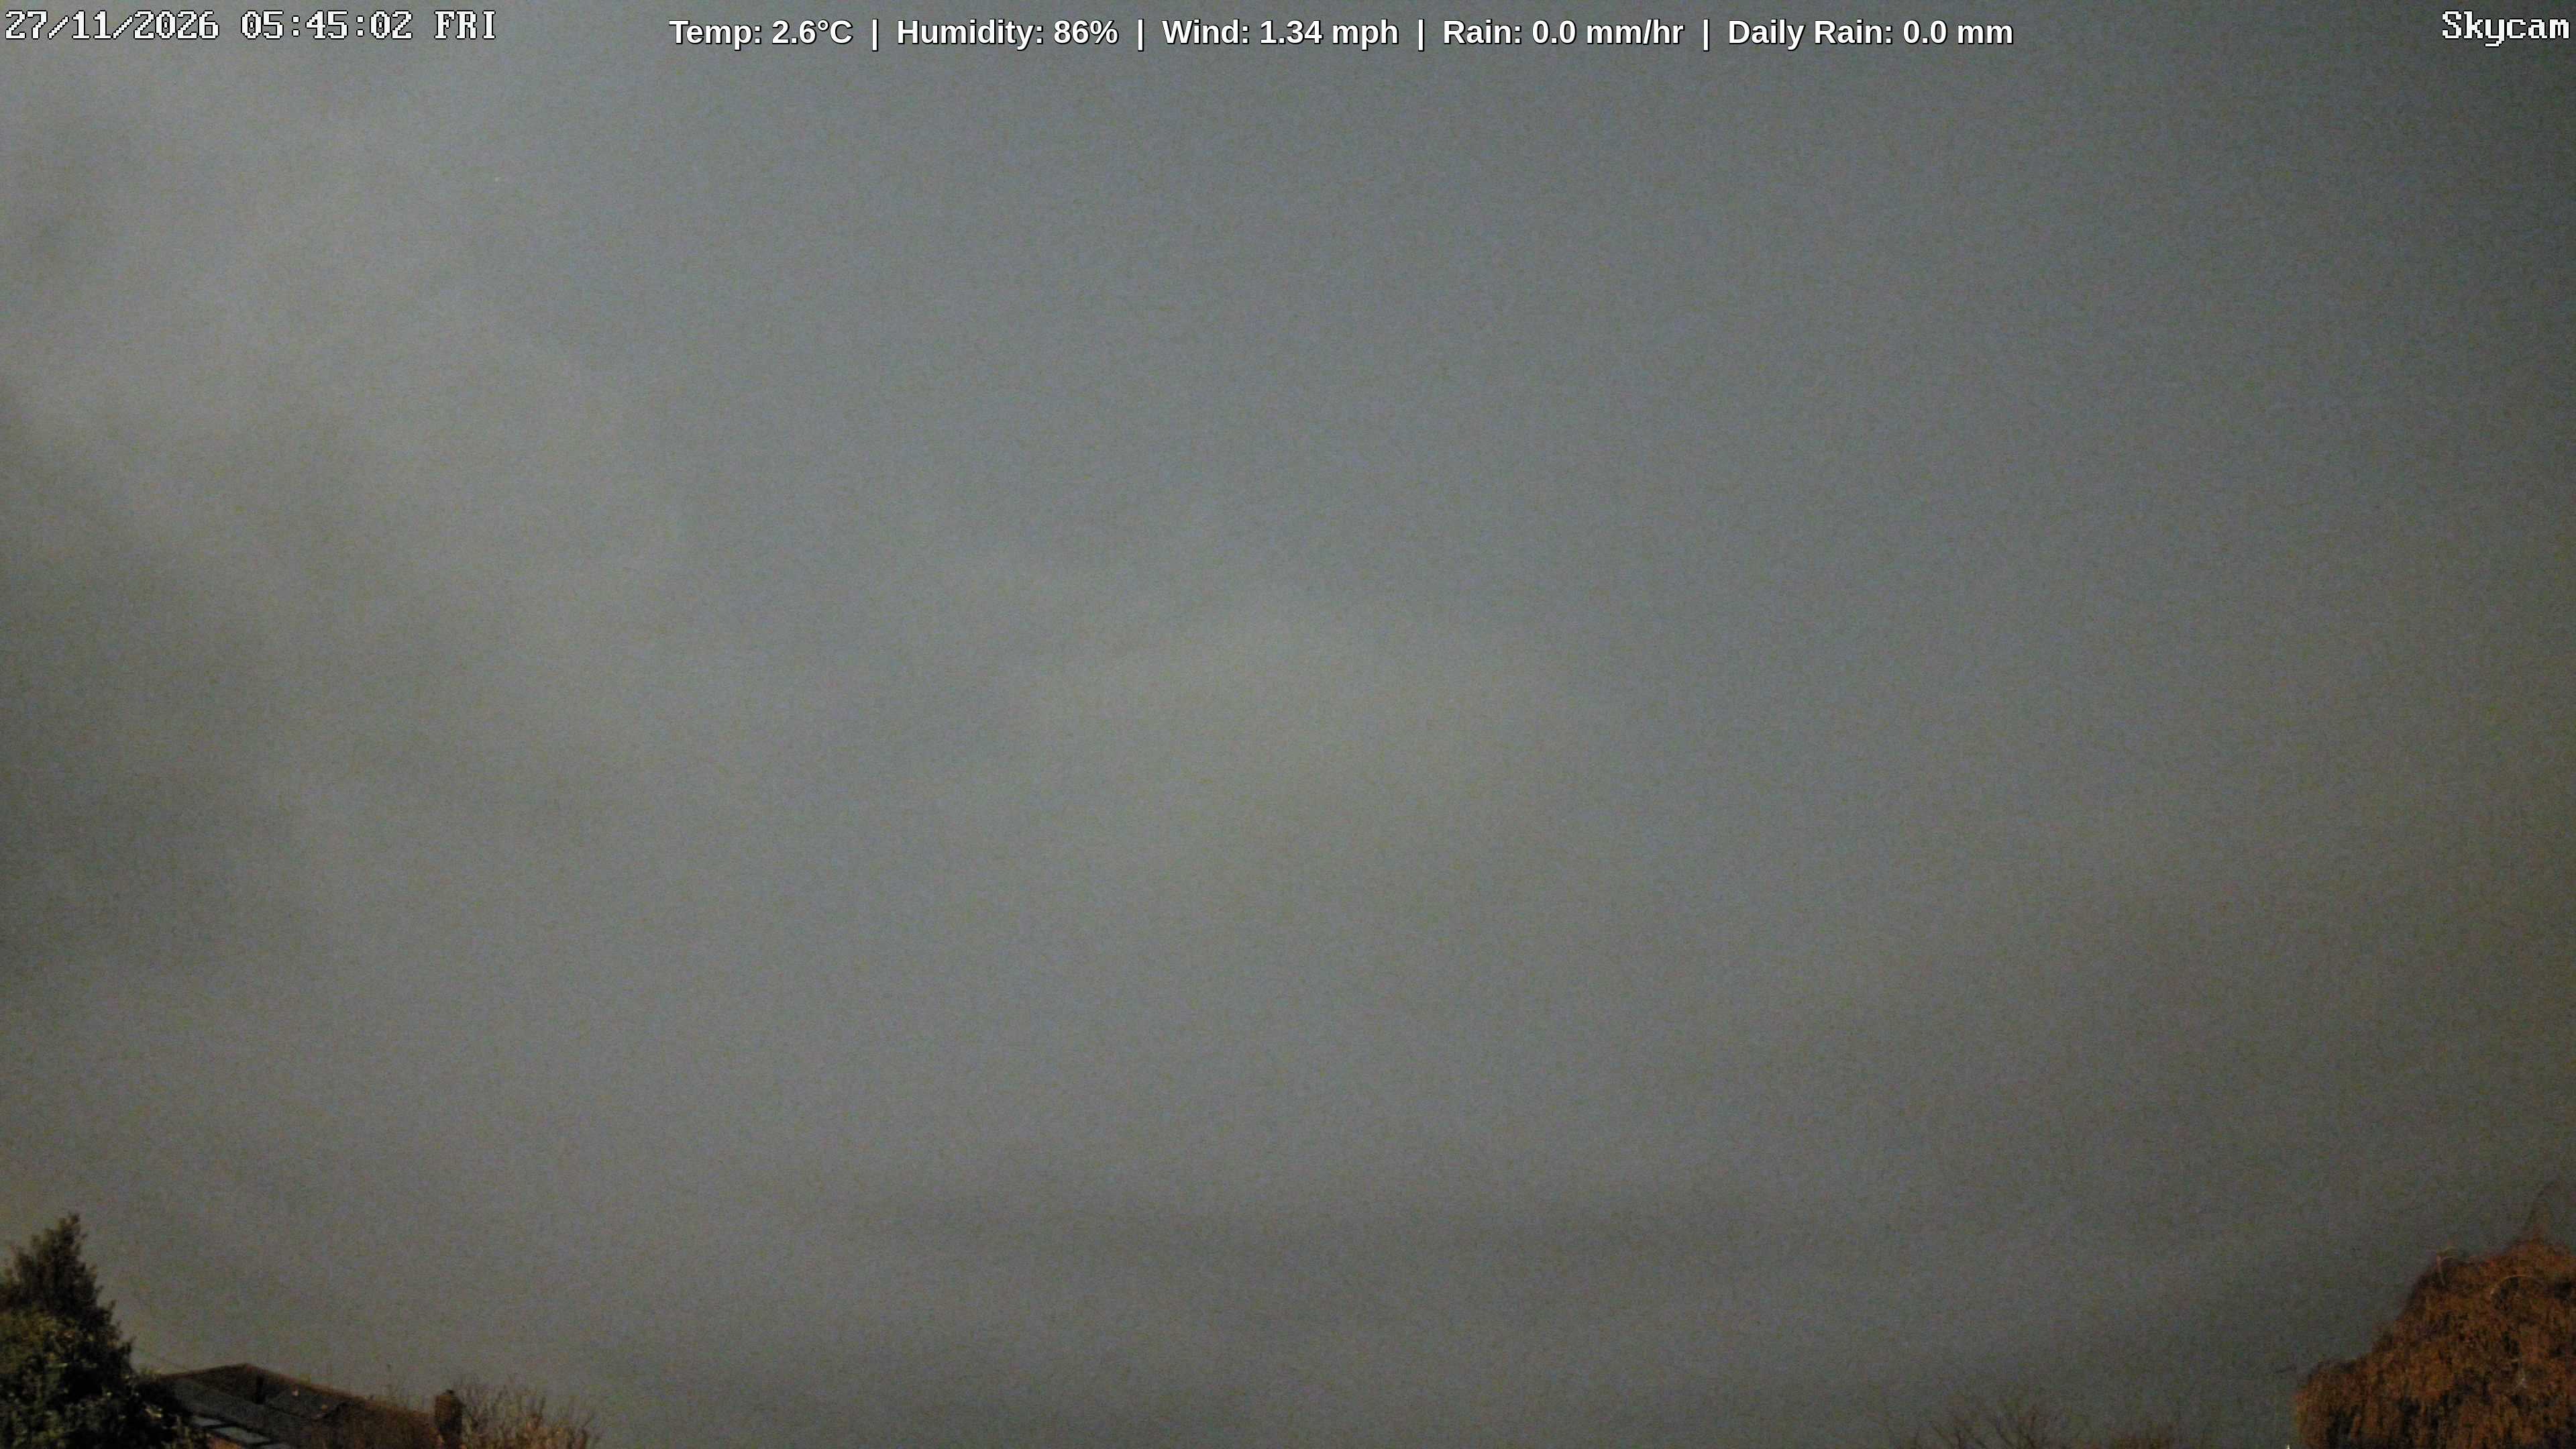 27/11/2026 05:45:02 FRI
Temp: 2.6°C | Humidity: 86% | Wind: 1.34 mph | Rain: 0.0 mm/hr | Daily Rain: 0.0 mm
Skycam